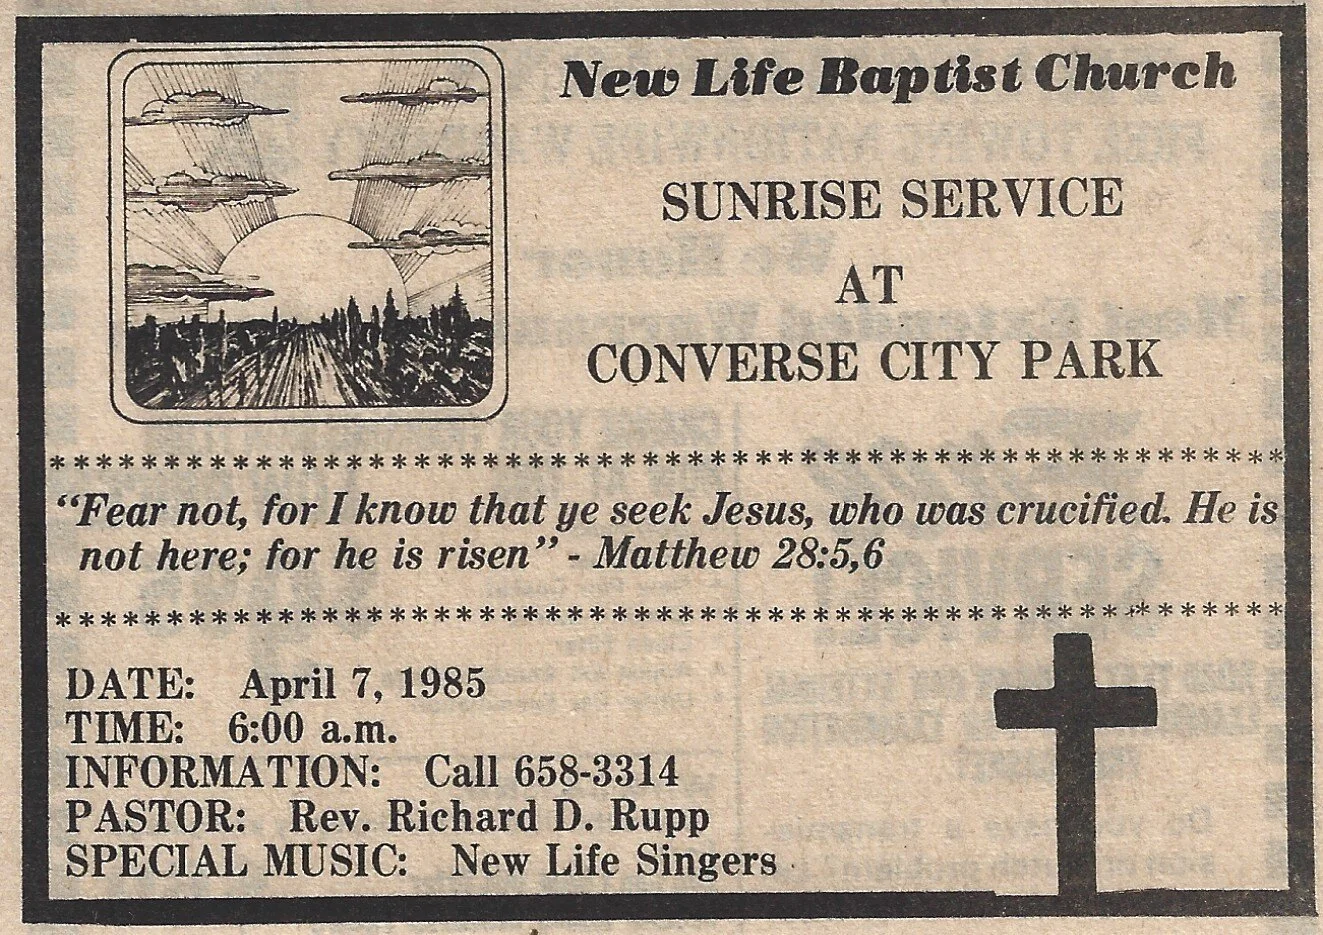 New Life Baptist Church
SUNRISE SERVICE
AT
CONVERSE CITY PARK
“Fear not, for I know that ye seek Jesus, who was crucified. He is
not here; for he is risen” - Matthew 28:5,6
DATE: April 7, 1985
TIME: 6:00 a.m.
INFORMATION: Call 658-3314
PASTOR: Rev. Richard D. Rupp
SPECIAL MUSIC: New Life Singers